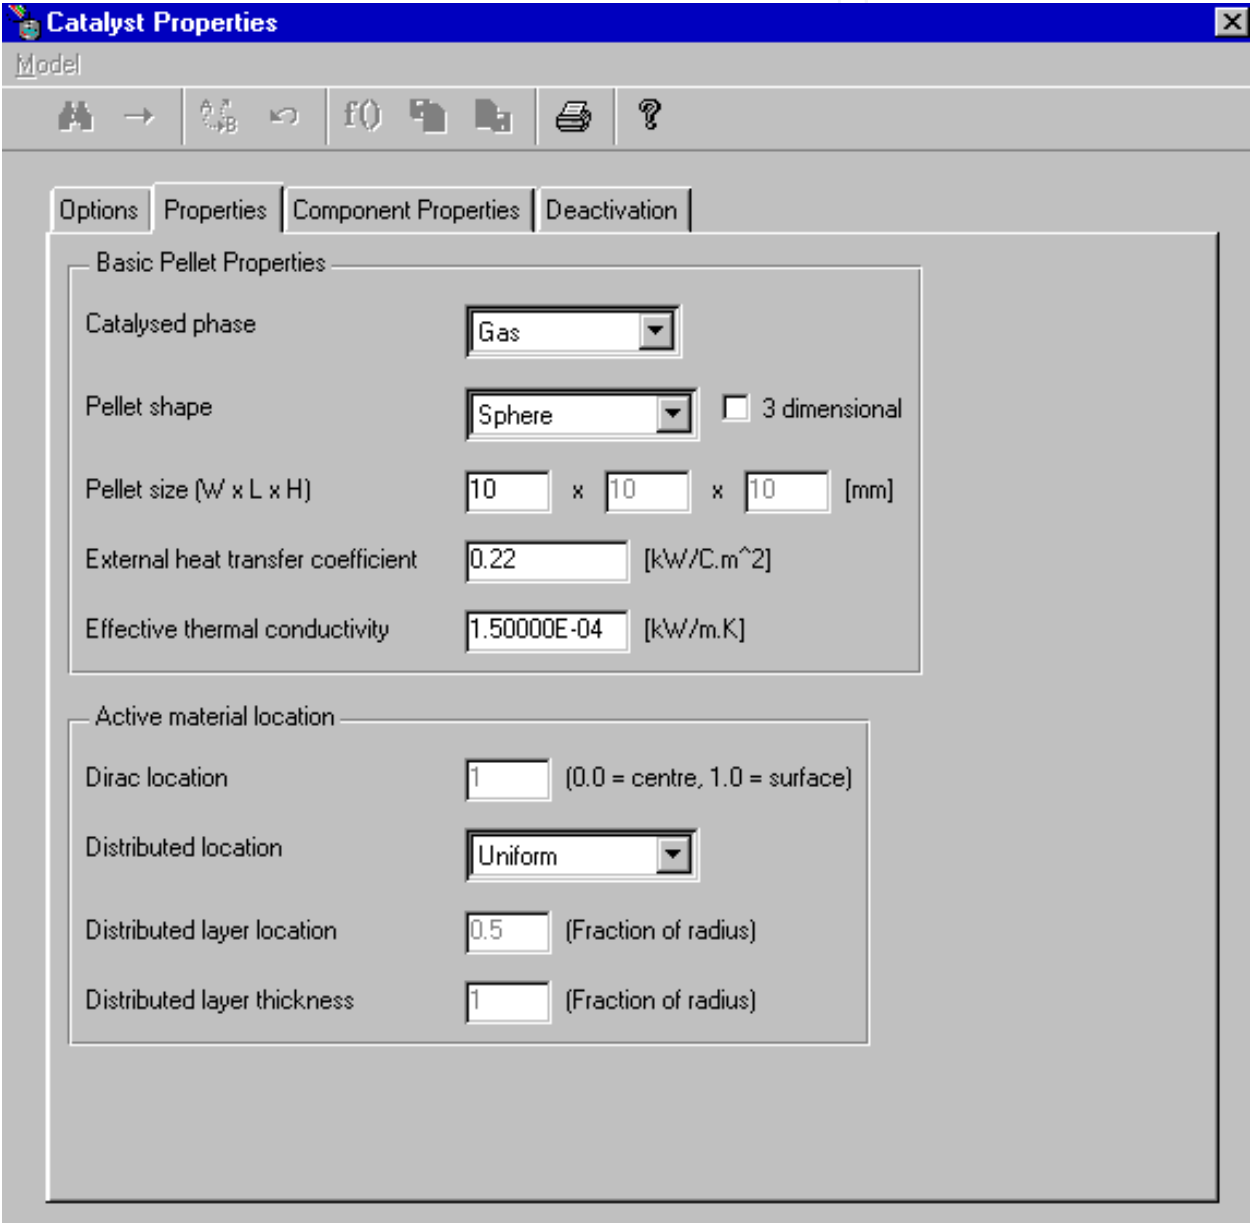 Catalyst Properties
Model
A B f()
Options Properties Component Properties Deactivation
Basic Pellet Properties
Catalysed phase Gas
Pellet shape Sphere 3 dimensional
Pellet size (W x L x H) 10 x 10 x 10 [mm]
External heat transfer coefficient 0.22 [kW/C.m^2]
Effective thermal conductivity 1.50000E-04 [kW/m.K]
Active material location
Dirac location 1 (0.0 = centre, 1.0 = surface)
Distributed location Uniform
Distributed layer location 0.5 (Fraction of radius)
Distributed layer thickness 1 (Fraction of radius)